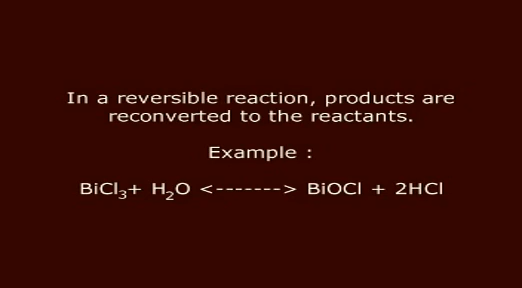 In a reversible reaction, products are
reconverted to the reactants.
Example :
BiCl₃+ H₂O <-------> BiOCl + 2HCl